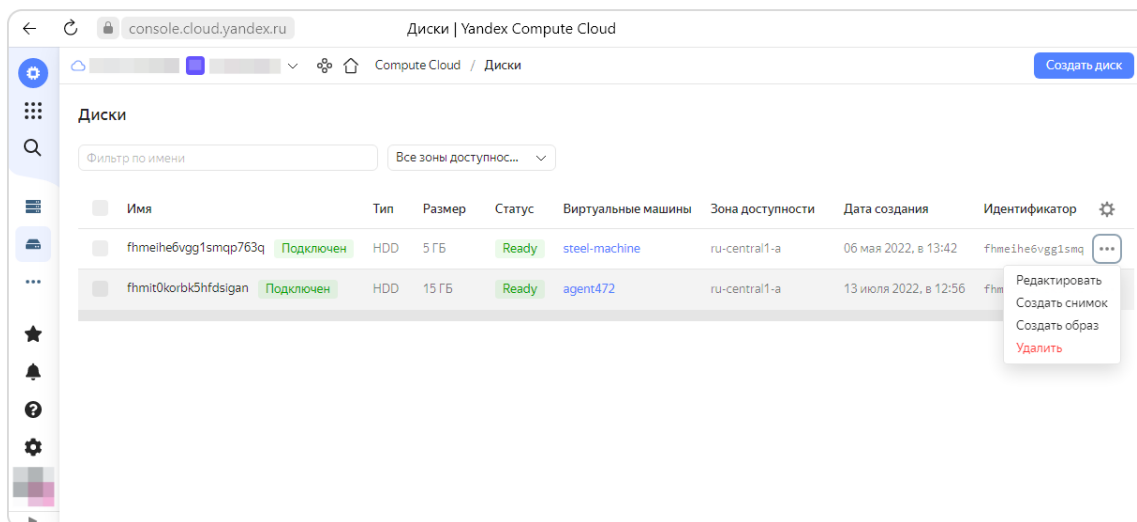 console.cloud.yandex.ru Диски | Yandex Compute Cloud
Compute Cloud / Диски Создать диск
Диски
Фильтр по имени Все зоны доступнос...
Имя Тип Размер Статус Виртуальные машины Зона доступности Дата создания Идентификатор
fhmeihe6vgg1smqp763q Подключен HDD 5 ГБ Ready steel-machine ru-central1-a 06 мая 2022, в 13:42 fhmeihe6vgg1smq
fhmit0korbk5hfdsigan Подключен HDD 15 ГБ Ready agent472 ru-central1-a 13 июля 2022, в 12:56 fhm
Редактировать
Создать снимок
Создать образ
Удалить